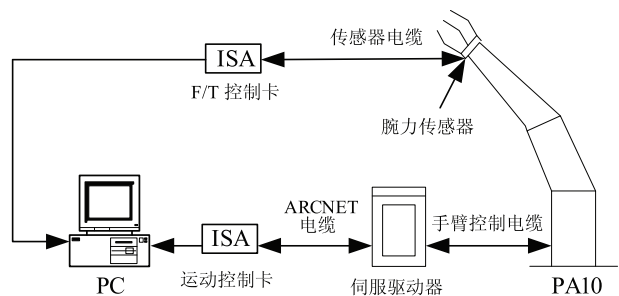 传感器电缆
ISA
F/T 控制卡
腕力传感器
ARCNET
电缆
手臂控制电缆
ISA
PC
运动控制卡
伺服驱动器
PA10